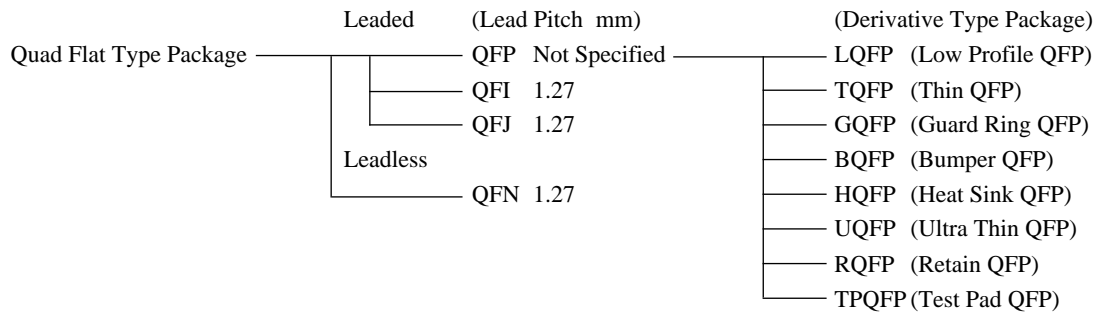 Leaded (Lead Pitch mm) (Derivative Type Package)
Quad Flat Type Package QFP Not Specified LQFP (Low Profile QFP)
QFI 1.27 TQFP (Thin QFP)
QFJ 1.27 GQFP (Guard Ring QFP)
Leadless BQFP (Bumper QFP)
QFN 1.27 HQFP (Heat Sink QFP)
UQFP (Ultra Thin QFP)
RQFP (Retain QFP)
TPQFP (Test Pad QFP)